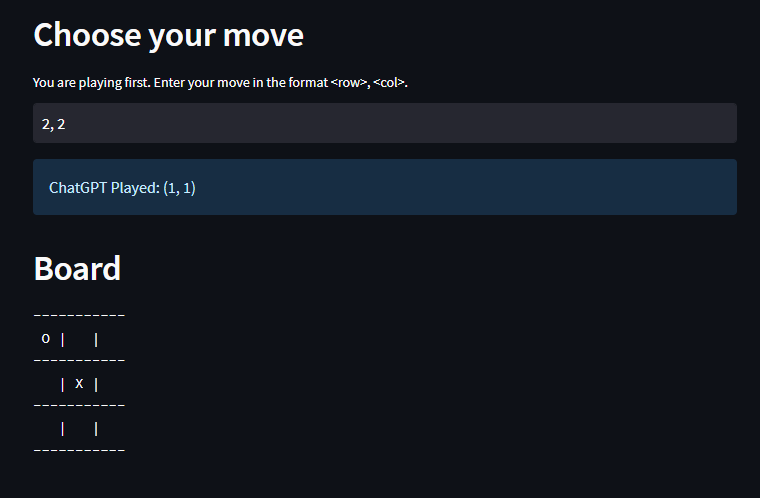 Choose your move
You are playing first. Enter your move in the format <row>, <col>.
2, 2
ChatGPT Played: (1, 1)
Board
-----------
 O |   |
-----------
   | X |
-----------
   |   |
-----------